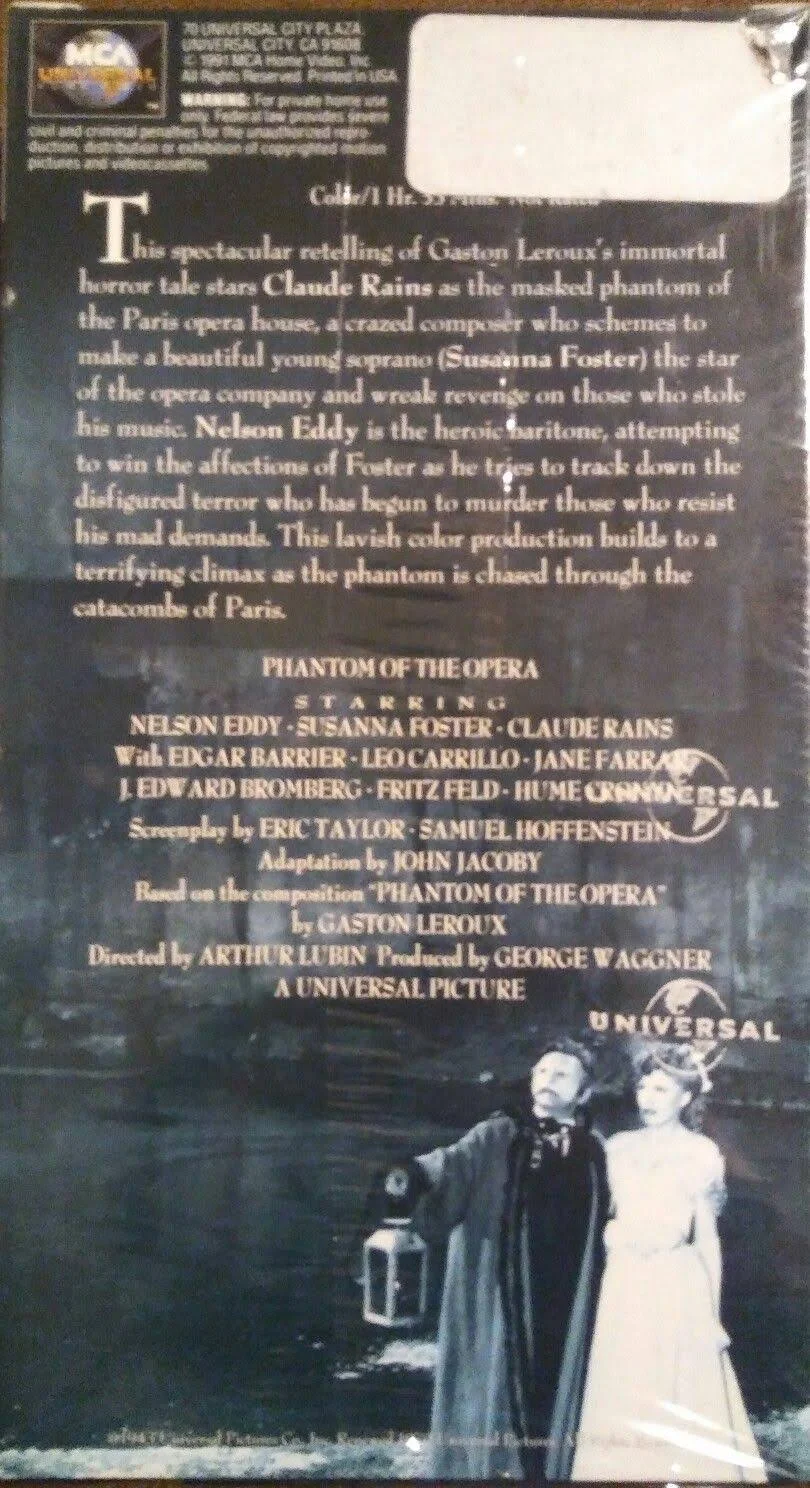 MCA
UNIVERSAL
70 UNIVERSAL CITY PLAZA
UNIVERSAL CITY, CA 91608
© 1991 MCA Home Video, Inc.
All Rights Reserved. Printed in USA
WARNING: For private home use
only. Federal law provides severe
civil and criminal penalties for the unauthorized repro-
duction, distribution or exhibition of copyrighted motion
pictures and videocassettes.
Color/1 Hr.
This spectacular retelling of Gaston Leroux's immortal
horror tale stars Claude Rains as the masked phantom of
the Paris opera house, a crazed composer who schemes to
make a beautiful young soprano (Susanna Foster) the star
of the opera company and wreak revenge on those who stole
his music. Nelson Eddy is the heroic baritone, attempting
to win the affections of Foster as he tries to track down the
disfigured terror who has begun to murder those who resist
his mad demands. This lavish color production builds to a
terrifying climax as the phantom is chased through the
catacombs of Paris.
PHANTOM OF THE OPERA
STARRING
NELSON EDDY · SUSANNA FOSTER · CLAUDE RAINS
With EDGAR BARRIER · LEO CARRILLO · JANE FARRAR
J. EDWARD BROMBERG · FRITZ FELD · HUME
UNIVERSAL
Screenplay by ERIC TAYLOR · SAMUEL HOFFENSTEIN
Adaptation by JOHN JACOBY
Based on the composition "PHANTOM OF THE OPERA"
by GASTON LEROUX
Directed by ARTHUR LUBIN Produced by GEORGE WAGGNER
A UNIVERSAL PICTURE
UNIVERSAL
©1943 Universal Pictures Co., Inc. Renewed